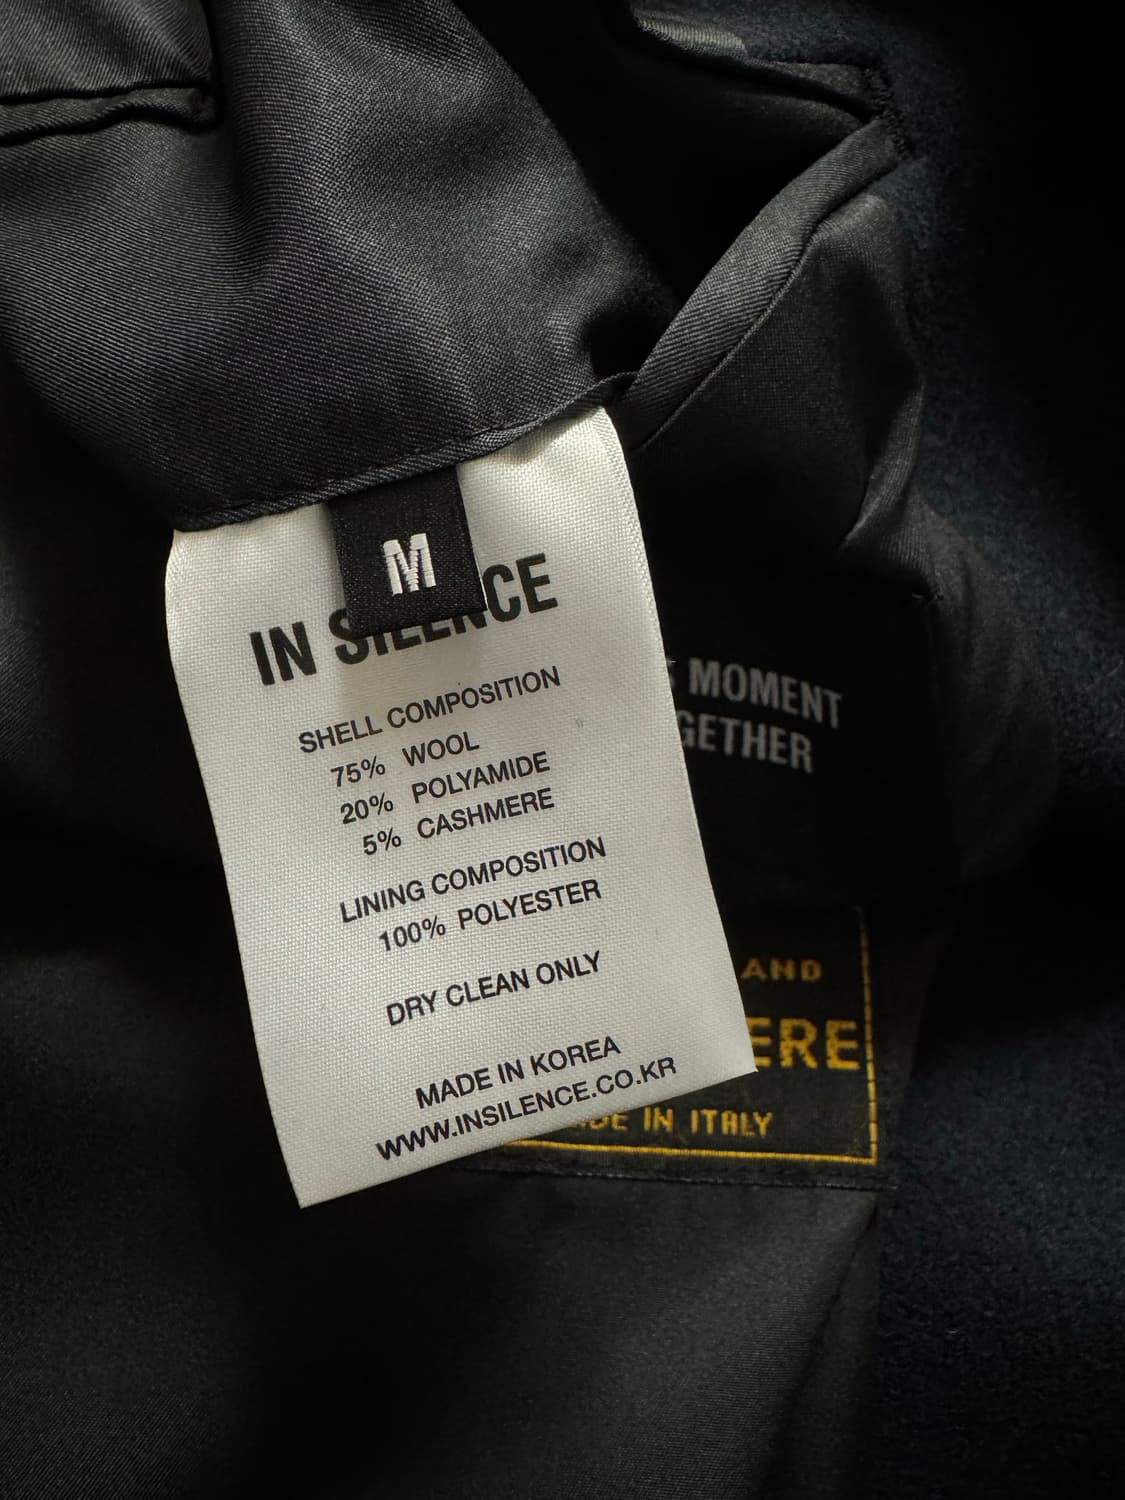 M
IN SILENCE
SHELL COMPOSITION
75% WOOL
20% POLYAMIDE
5% CASHMERE
LINING COMPOSITION
100% POLYESTER
DRY CLEAN ONLY
MADE IN KOREA
WWW.INSILENCE.CO.KR
MOMENT
GETHER
AND
ERE
IN ITALY